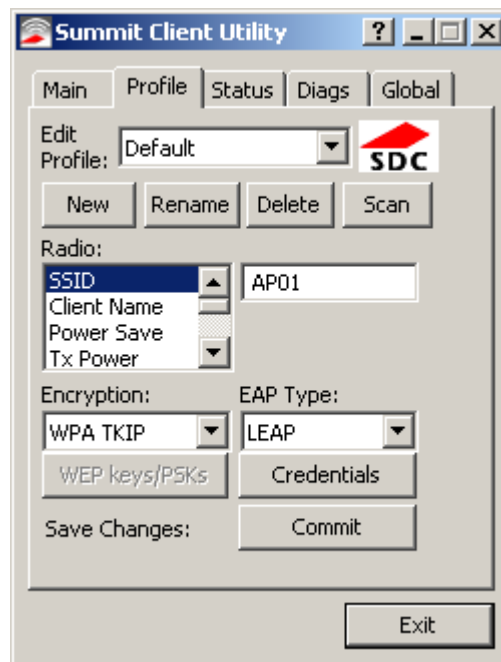 Summit Client Utility ?
Main Profile Status Diags Global
Edit Profile: Default SDC
New Rename Delete Scan
Radio:
SSID AP01
Client Name
Power Save
Tx Power
Encryption: EAP Type:
WPA TKIP LEAP
WEP keys/PSKs Credentials
Save Changes: Commit
Exit